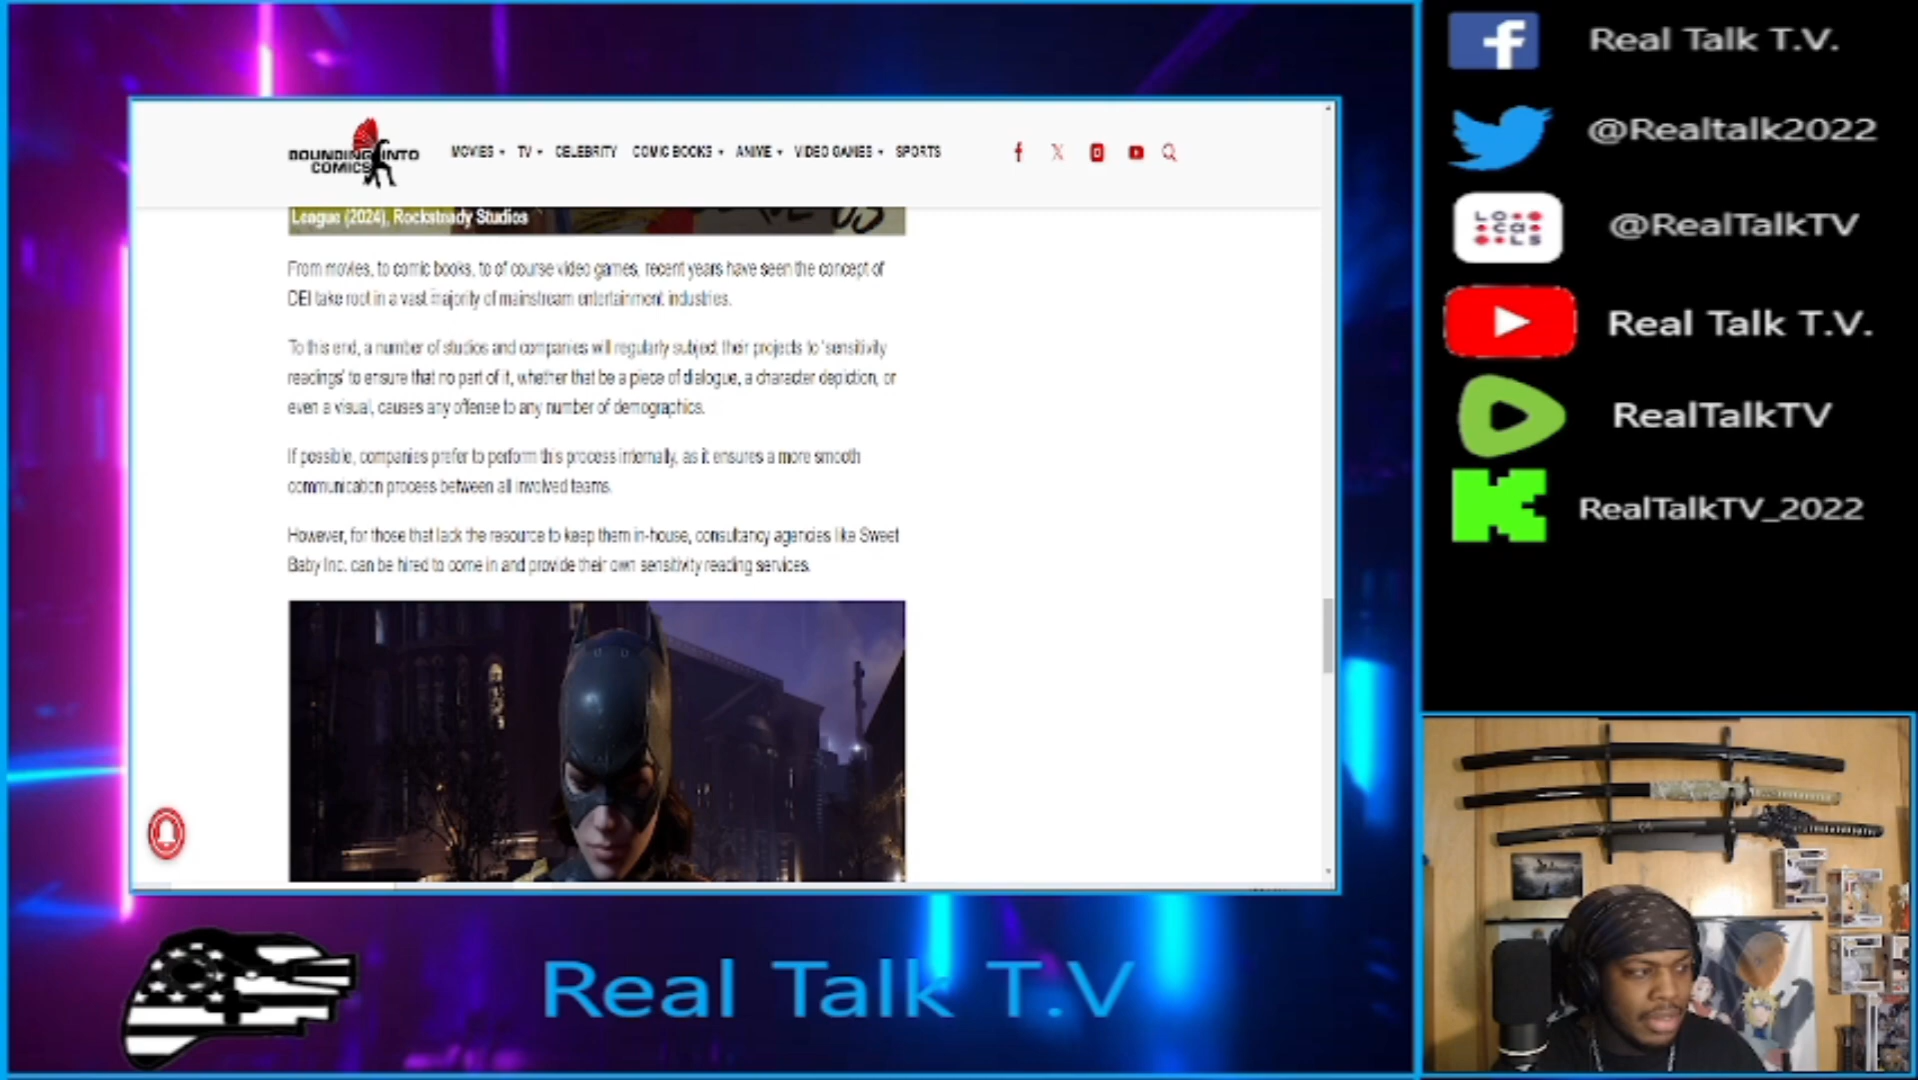 BOUNDING INTO
COMICS
MOVIES
TV
CELEBRITY
COMIC BOOKS
ANIME
VIDEO GAMES
SPORTS
League (2024), Rocksteady Studios
From movies, to comic books, to of course video games, recent years have seen the concept of
DEI take root in a vast majority of mainstream entertainment industries.
To this end, a number of studios and companies will regularly subject their projects to 'sensitivity
readings' to ensure that no part of it, whether that be a piece of dialogue, a character depiction, or
even a visual, causes any offense to any number of demographics.
If possible, companies prefer to perform this process internally, as it ensures a more smooth
communication process between all involved teams.
However, for those that lack the resource to keep them in-house, consultancy agencies like Sweet
Baby Inc. can be hired to come in and provide their own sensitivity reading services.
Real Talk T.V
Real Talk T.V.
@Realtalk2022
LO
ca
LS
@RealTalkTV
Real Talk T.V.
RealTalkTV
K
RealTalkTV_2022